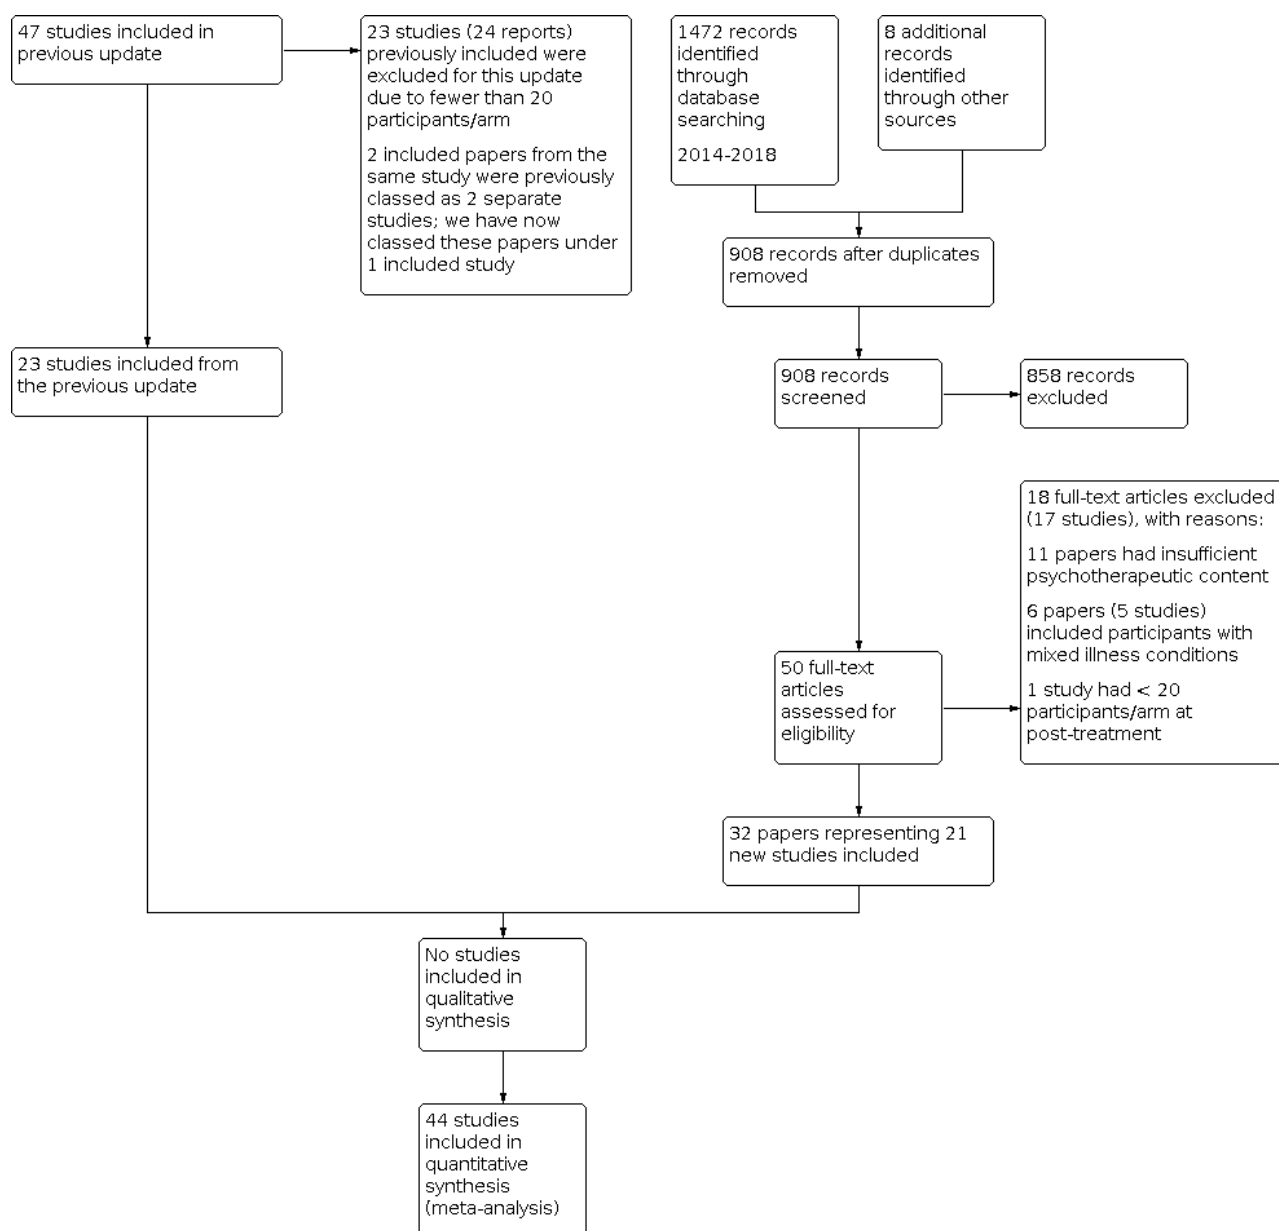 47 studies included in
previous update
23 studies (24 reports)
previously included were
excluded for this update
due to fewer than 20
participants/arm
2 included papers from the
same study were previously
classed as 2 separate
studies; we have now
classed these papers under
1 included study
1472 records
identified
through
database
searching
2014-2018
8 additional
records
identified
through other
sources
908 records after duplicates
removed
23 studies included from
the previous update
908 records
screened
858 records
excluded
18 full-text articles excluded
(17 studies), with reasons:
11 papers had insufficient
psychotherapeutic content
6 papers (5 studies)
included participants with
mixed illness conditions
1 study had < 20
participants/arm at
post-treatment
50 full-text
articles
assessed for
eligibility
32 papers representing 21
new studies included
No studies
included in
qualitative
synthesis
44 studies
included in
quantitative
synthesis
(meta-analysis)